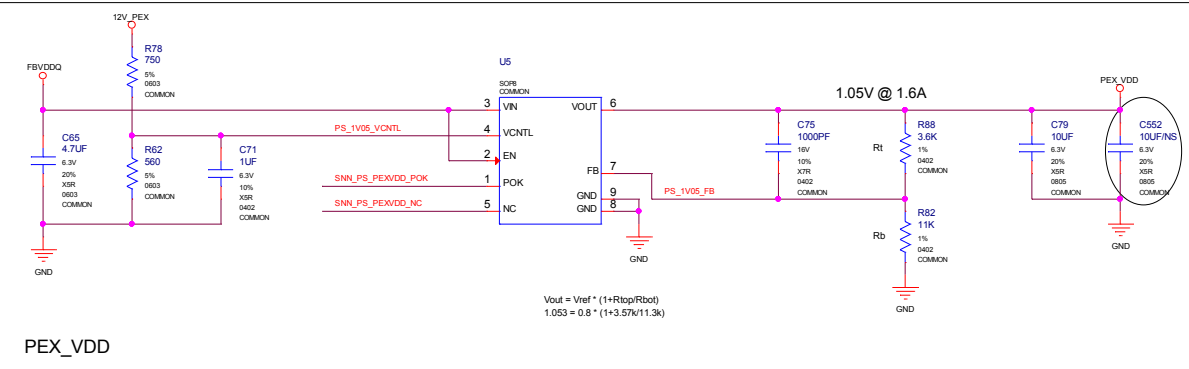 12V_PEX
FBVDDQ
R78
750
5%
0603
COMMON
C65
4.7UF
6.3V
20%
X5R
0603
COMMON
GND
R62
560
5%
0603
COMMON
C71
1UF
6.3V
10%
X5R
0402
COMMON
PS_1V05_VCNTL
SNN_PS_PEXVDD_POK
SNN_PS_PEXVDD_NC
U5
SOP8
COMMON
3 VIN
4 VCNTL
2 EN
1 POK
5 NC
VOUT 6
FB 7
GND 9
GND 8
GND
PS_1V05_FB
1.05V @ 1.6A
C75
1000PF
16V
10%
X7R
0402
COMMON
Rt
R88
3.6K
1%
0402
COMMON
Rb
R82
11K
1%
0402
COMMON
GND
C79
10UF
6.3V
20%
X5R
0805
COMMON
PEX_VDD
C552
10UF/NS
6.3V
20%
X5R
0805
COMMON
GND
Vout = Vref * (1+Rtop/Rbot)
1.053 = 0.8 * (1+3.57k/11.3k)
PEX_VDD